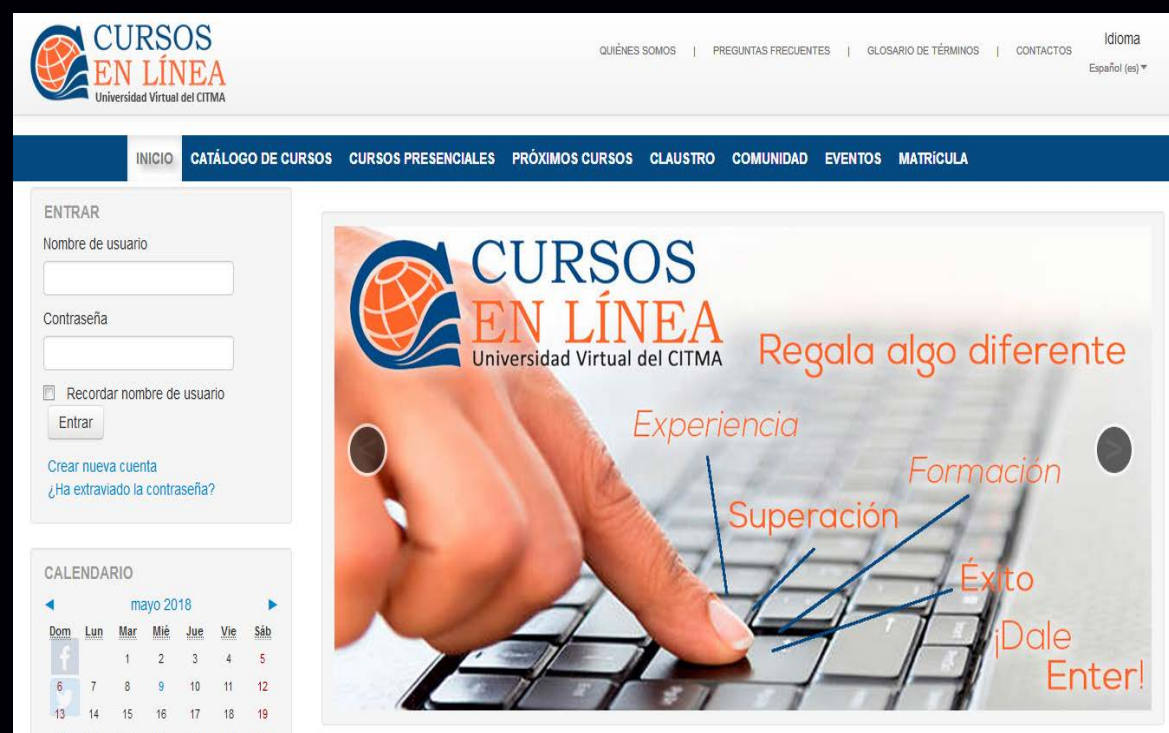 CURSOS
EN LÍNEA
Universidad Virtual del CITMA
QUIÉNES SOMOS | PREGUNTAS FRECUENTES | GLOSARIO DE TÉRMINOS | CONTACTOS
Idioma
Español (es)
INICIO CATÁLOGO DE CURSOS CURSOS PRESENCIALES PRÓXIMOS CURSOS CLAUSTRO COMUNIDAD EVENTOS MATRÍCULA
ENTRAR
Nombre de usuario
Contraseña
Recordar nombre de usuario
Entrar
Crear nueva cuenta
¿Ha extraviado la contraseña?
CALENDARIO
mayo 2018
Dom Lun Mar Mié Jue Vie Sáb
1 2 3 4 5
6 7 8 9 10 11 12
13 14 15 16 17 18 19
CURSOS
EN LÍNEA
Universidad Virtual del CITMA
Regala algo diferente
Experiencia
Formación
Superación
Éxito
¡Dale
Enter!